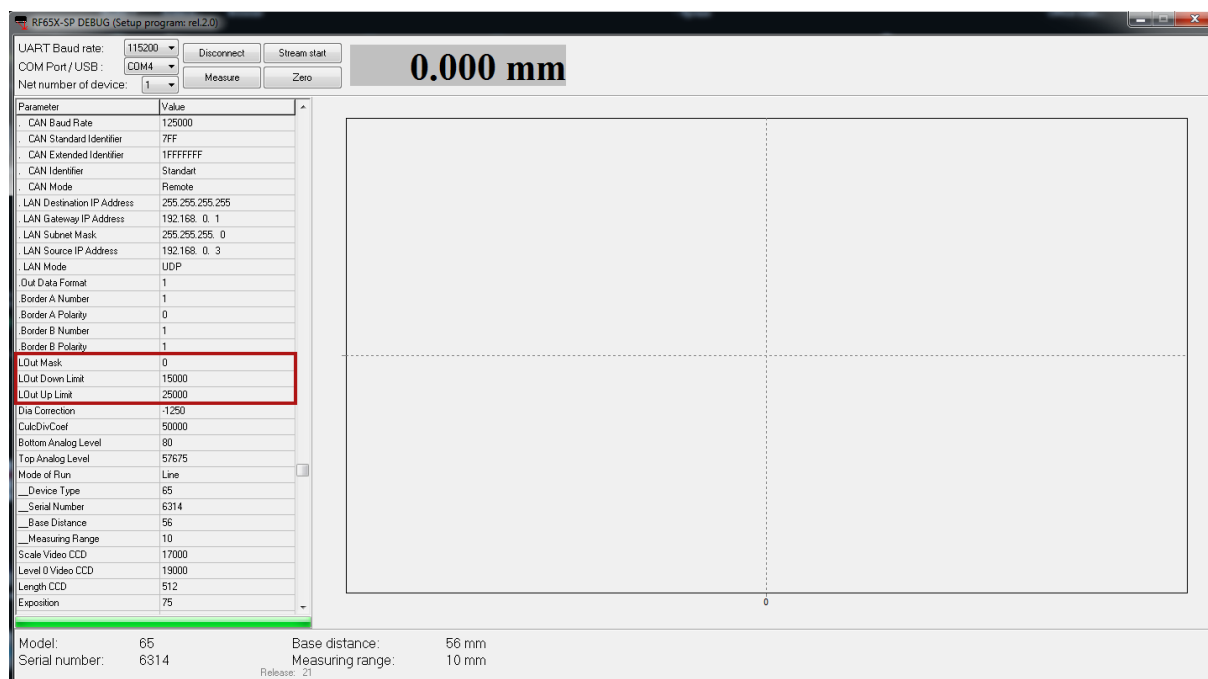 RF65X-SP DEBUG (Setup program: rel.2.0)
UART Baud rate: 115200 Disconnect Stream start
COM Port / USB : COM4
Net number of device: 1 Measure Zero
0.000 mm
Parameter Value
. CAN Baud Rate 125000
. CAN Standard Identifier 7FF
. CAN Extended Identifier 1FFFFFFF
. CAN Identifier Standart
. CAN Mode Remote
. LAN Destination IP Address 255.255.255.255
. LAN Gateway IP Address 192.168. 0. 1
. LAN Subnet Mask 255.255.255. 0
. LAN Source IP Address 192.168. 0. 3
. LAN Mode UDP
.Out Data Format 1
.Border A Number 1
.Border A Polarity 0
.Border B Number 1
.Border B Polarity 1
LOut Mask 0
LOut Down Limit 15000
LOut Up Limit 25000
Dia Correction -1250
CulcDivCoef 50000
Bottom Analog Level 80
Top Analog Level 57675
Mode of Run Line
__Device Type 65
__Serial Number 6314
__Base Distance 56
__Measuring Range 10
Scale Video CCD 17000
Level 0 Video CCD 19000
Length CCD 512
Exposition 75
0
Model: 65 Base distance: 56 mm
Serial number: 6314 Measuring range: 10 mm
Release: 21